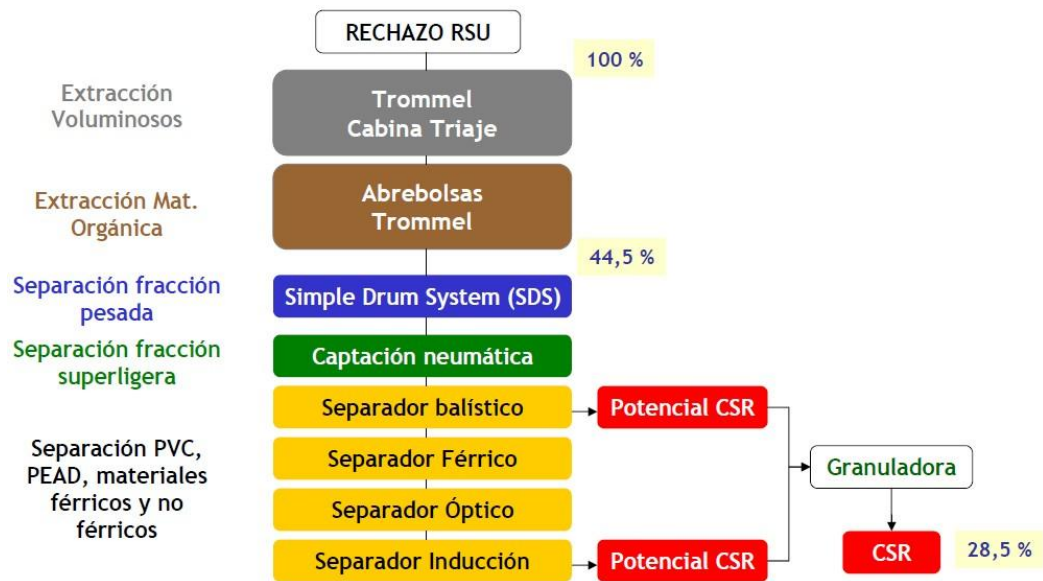 RECHAZO RSU
100 %
Extracción
Voluminosos
Trommel
Cabina Triaje
Extracción Mat.
Orgánica
Abrebolsas
Trommel
44,5 %
Separación fracción
pesada
Simple Drum System (SDS)
Separación fracción
superligera
Captación neumática
Separación PVC,
PEAD, materiales
férricos y no
férricos
Separador balístico
Potencial CSR
Separador Férrico
Separador Óptico
Separador Inducción
Potencial CSR
Granuladora
CSR
28,5 %